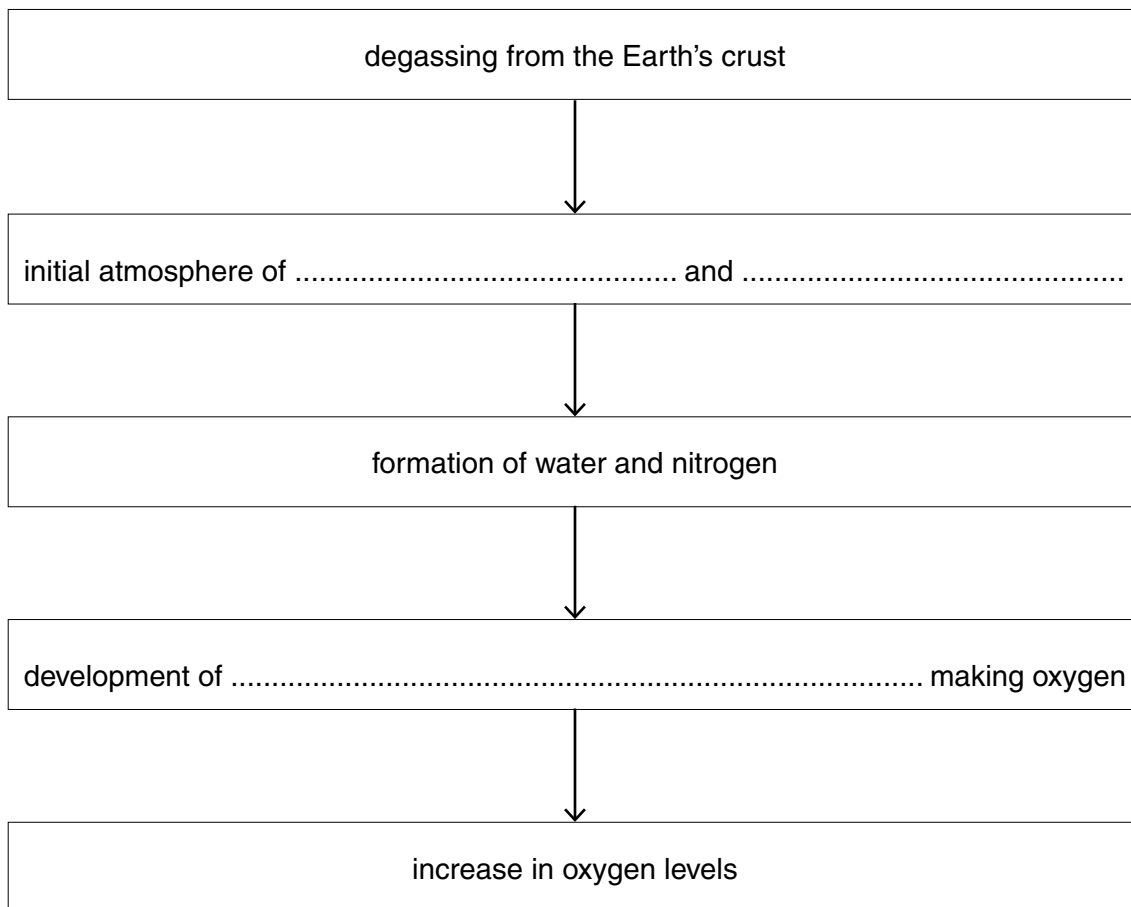 degassing from the Earth’s crust
initial atmosphere of ............................................... and ...............................................
formation of water and nitrogen
development of ..................................................................................... making oxygen
increase in oxygen levels